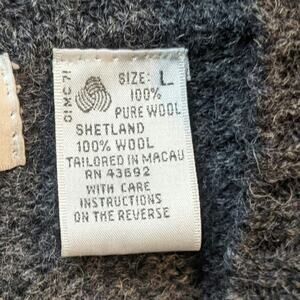 SIZE: L
100%
PURE WOOL
SHETLAND
100% WOOL
TAILORED IN MACAU
RN 43692
WITH CARE
INSTRUCTIONS
ON THE REVERSE